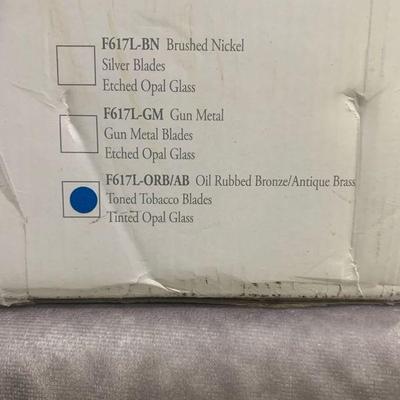 F617L-BN Brushed Nickel
Silver Blades
Etched Opal Glass
F617L-GM Gun Metal
Gun Metal Blades
Etched Opal Glass
F617L-ORB/AB Oil Rubbed Bronze/Antique Brass
Toned Tobacco Blades
Tinted Opal Glass